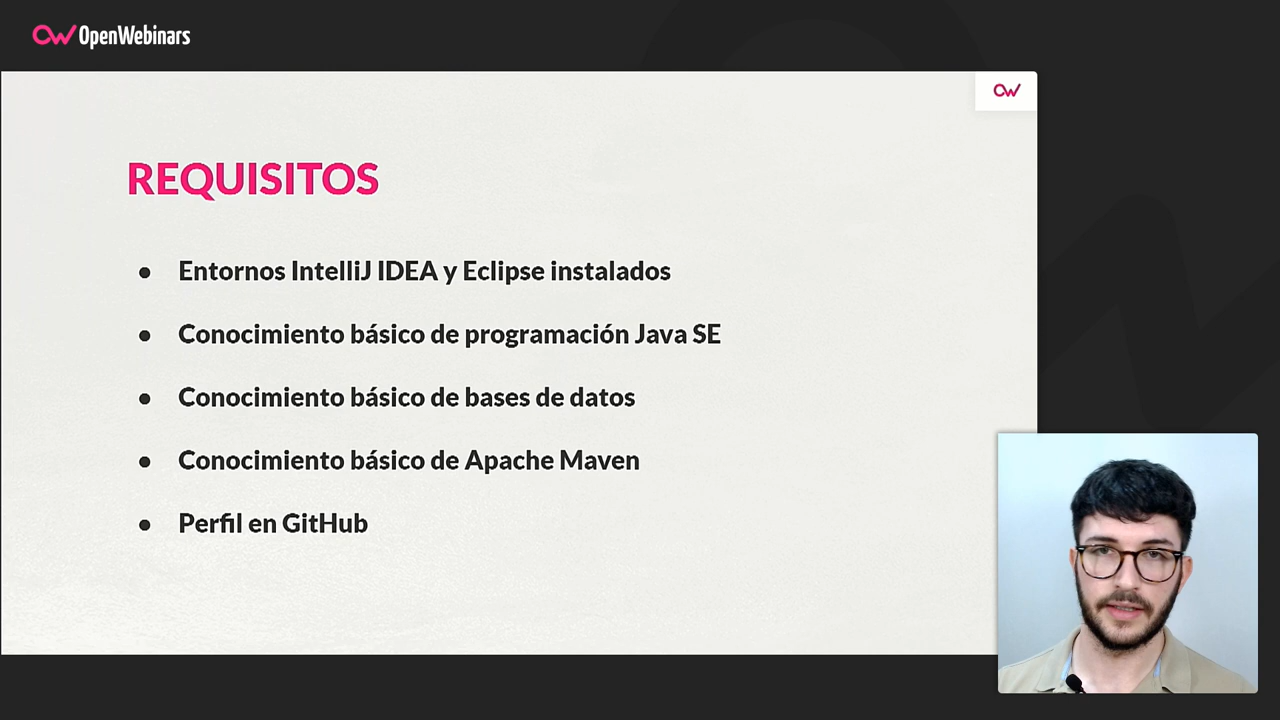 OpenWebinars
REQUISITOS
● Entornos IntelliJ IDEA y Eclipse instalados
● Conocimiento básico de programación Java SE
● Conocimiento básico de bases de datos
● Conocimiento básico de Apache Maven
● Perfil en GitHub